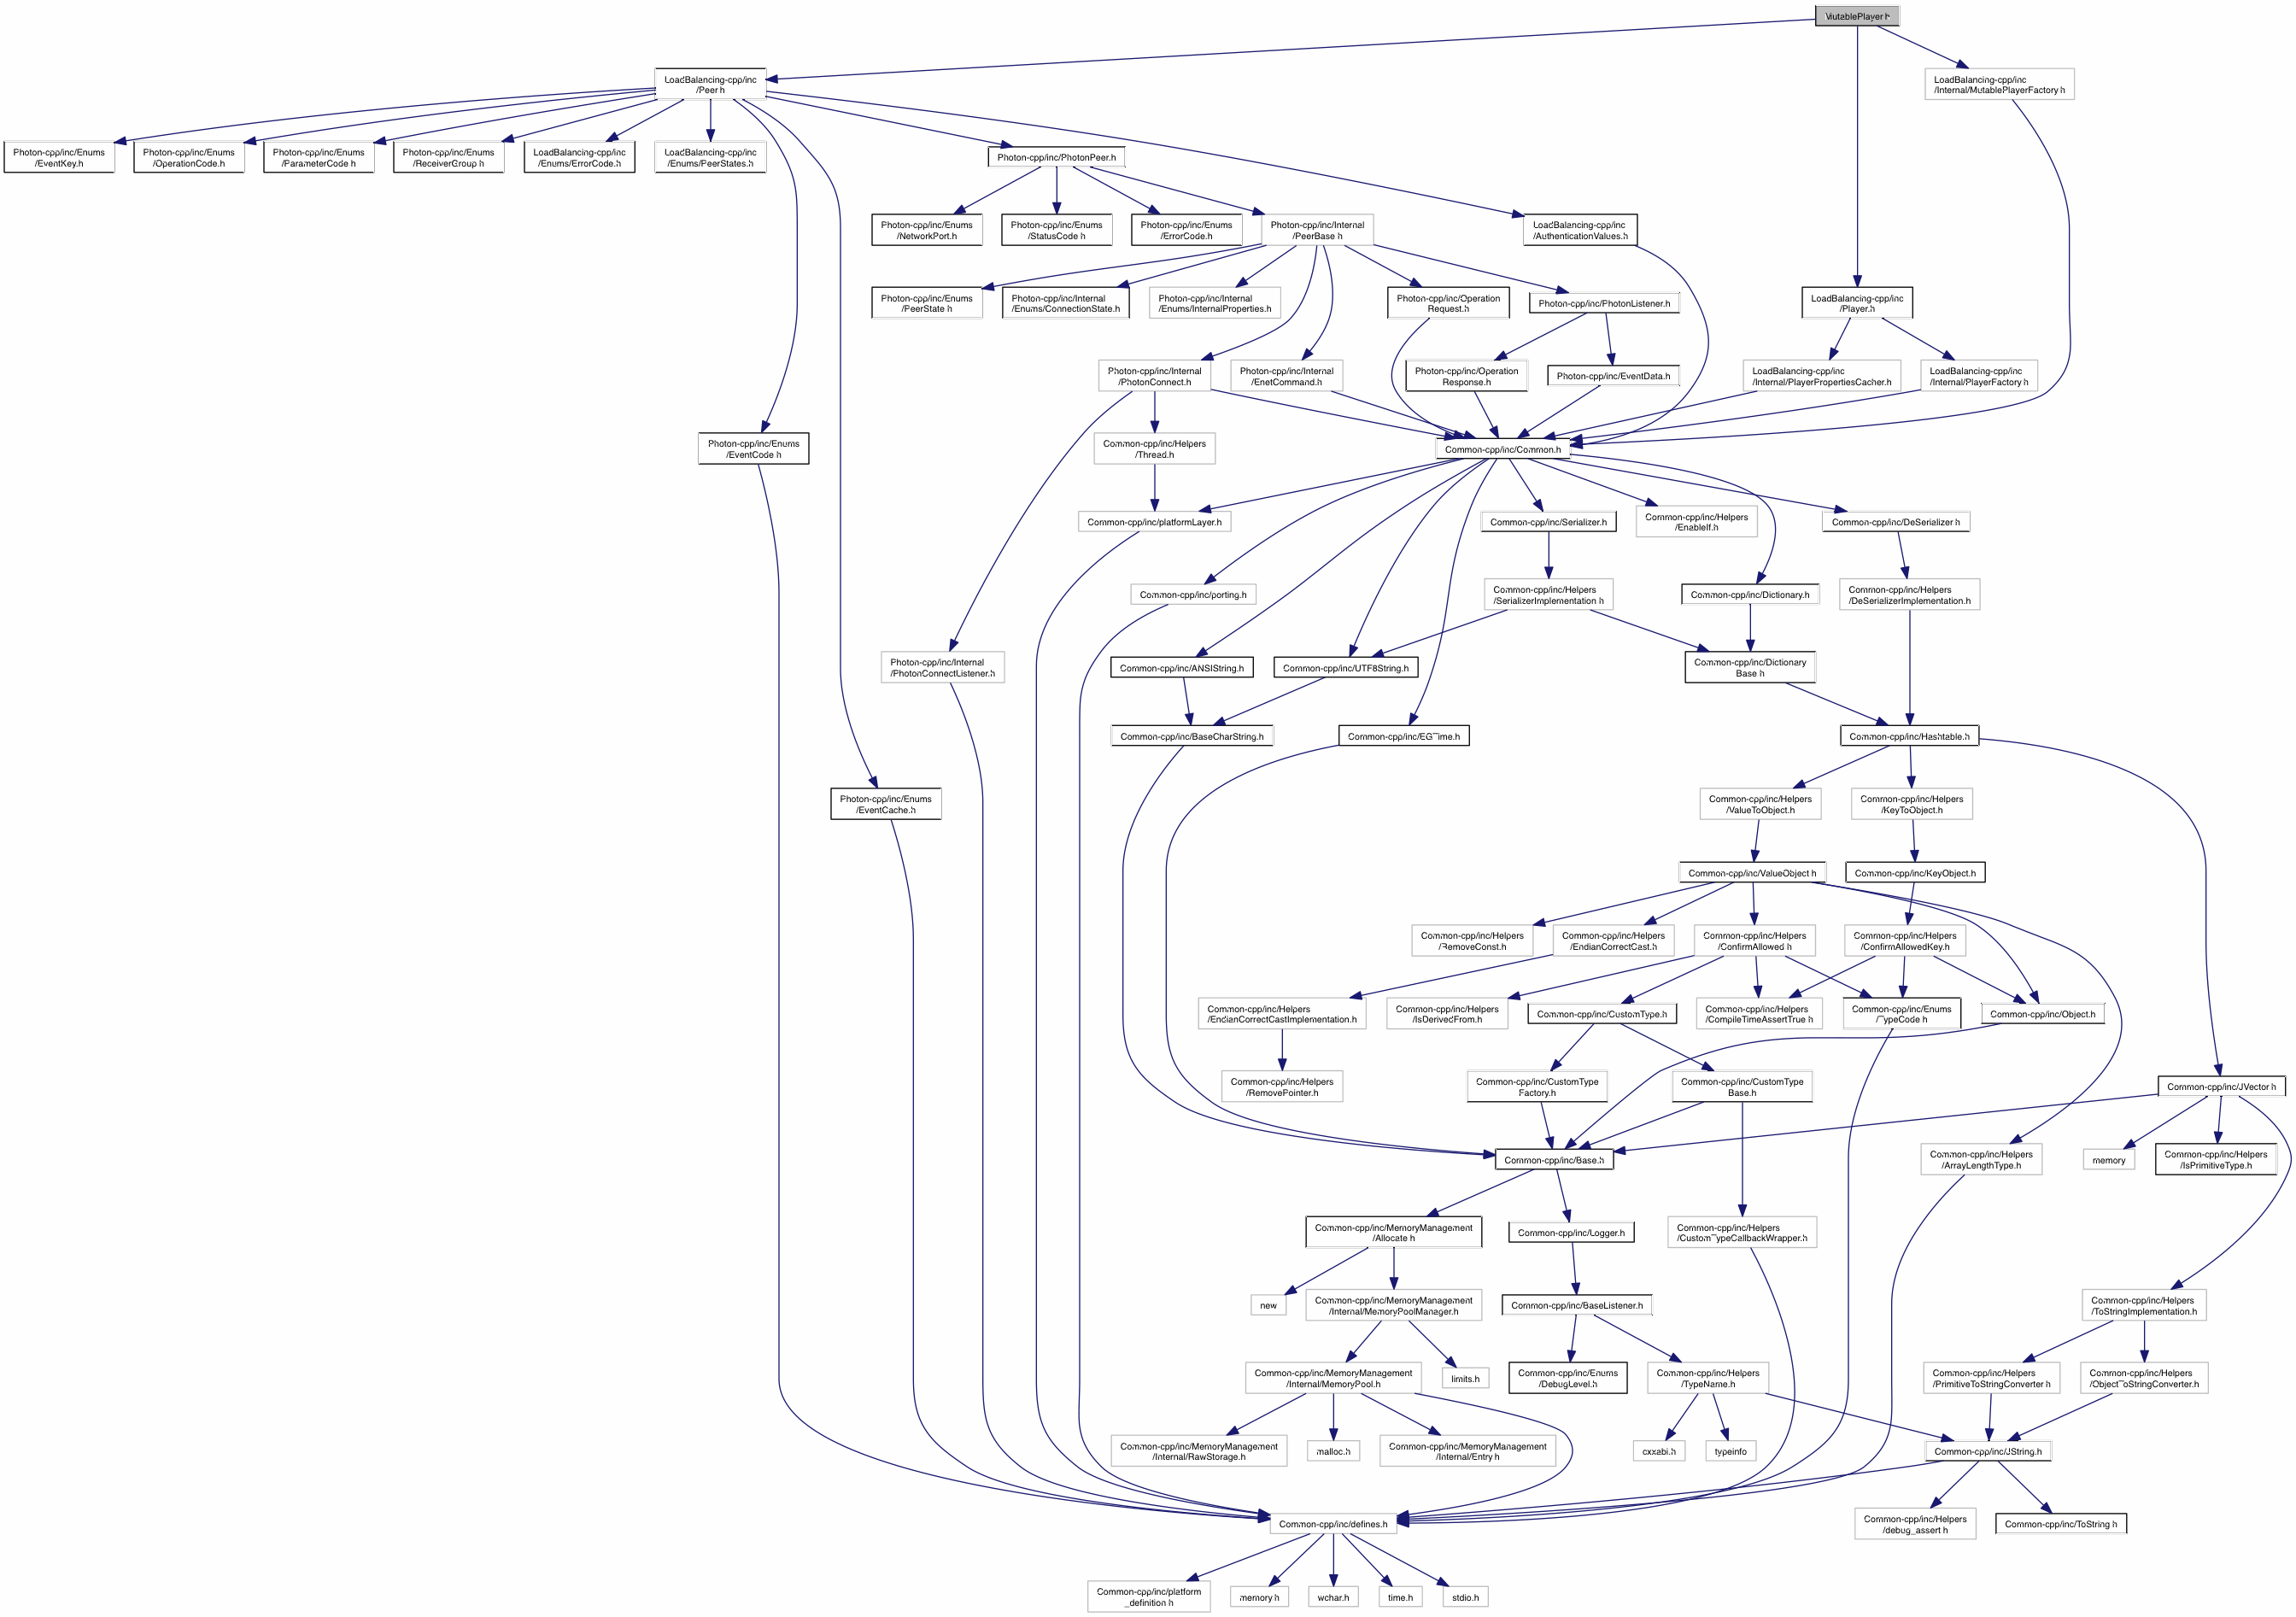 MutablePlayer.h
LoadBalancing-cpp/inc
/Peer.h
LoadBalancing-cpp/inc
/Internal/MutablePlayerFactory.h
Photon-cpp/inc/Enums
/EventKey.h
Photon-cpp/inc/Enums
/OperationCode.h
Photon-cpp/inc/Enums
/ParameterCode.h
Photon-cpp/inc/Enums
/ReceiverGroup.h
LoadBalancing-cpp/inc
/Enums/ErrorCode.h
LoadBalancing-cpp/inc
/Enums/PeerStates.h
Photon-cpp/inc/PhotonPeer.h
Photon-cpp/inc/Enums
/NetworkPort.h
Photon-cpp/inc/Enums
/StatusCode.h
Photon-cpp/inc/Enums
/ErrorCode.h
Photon-cpp/inc/Internal
/PeerBase.h
LoadBalancing-cpp/inc
/AuthenticationValues.h
Photon-cpp/inc/Enums
/PeerState.h
Photon-cpp/inc/Internal
/Enums/ConnectionState.h
Photon-cpp/inc/Internal
/Enums/InternalProperties.h
Photon-cpp/inc/Operation
Request.h
Photon-cpp/inc/PhotonListener.h
LoadBalancing-cpp/inc
/Player.h
Photon-cpp/inc/Internal
/PhotonConnect.h
Photon-cpp/inc/Internal
/EnetCommand.h
Photon-cpp/inc/Operation
Response.h
Photon-cpp/inc/EventData.h
LoadBalancing-cpp/inc
/Internal/PlayerPropertiesCacher.h
LoadBalancing-cpp/inc
/Internal/PlayerFactory.h
Photon-cpp/inc/Enums
/EventCode.h
Common-cpp/inc/Helpers
/Thread.h
Common-cpp/inc/Common.h
Common-cpp/inc/platformLayer.h
Common-cpp/inc/Serializer.h
Common-cpp/inc/Helpers
/EnableIf.h
Common-cpp/inc/DeSerializer.h
Common-cpp/inc/porting.h
Common-cpp/inc/Helpers
/SerializerImplementation.h
Common-cpp/inc/Dictionary.h
Common-cpp/inc/Helpers
/DeSerializerImplementation.h
Photon-cpp/inc/Internal
/PhotonConnectListener.h
Common-cpp/inc/ANSIString.h
Common-cpp/inc/UTF8String.h
Common-cpp/inc/Dictionary
Base.h
Common-cpp/inc/BaseCharString.h
Common-cpp/inc/EGTime.h
Common-cpp/inc/Hashtable.h
Photon-cpp/inc/Enums
/EventCache.h
Common-cpp/inc/Helpers
/ValueToObject.h
Common-cpp/inc/Helpers
/KeyToObject.h
Common-cpp/inc/ValueObject.h
Common-cpp/inc/KeyObject.h
Common-cpp/inc/Helpers
/RemoveConst.h
Common-cpp/inc/Helpers
/EndianCorrectCast.h
Common-cpp/inc/Helpers
/ConfirmAllowed.h
Common-cpp/inc/Helpers
/ConfirmAllowedKey.h
Common-cpp/inc/Helpers
/EndianCorrectCastImplementation.h
Common-cpp/inc/Helpers
/IsDerivedFrom.h
Common-cpp/inc/CustomType.h
Common-cpp/inc/Helpers
/CompileTimeAssertTrue.h
Common-cpp/inc/Enums
/TypeCode.h
Common-cpp/inc/Object.h
Common-cpp/inc/Helpers
/RemovePointer.h
Common-cpp/inc/CustomType
Factory.h
Common-cpp/inc/CustomType
Base.h
Common-cpp/inc/JVector.h
Common-cpp/inc/Base.h
Common-cpp/inc/Helpers
/ArrayLengthType.h
memory
Common-cpp/inc/Helpers
/IsPrimitiveType.h
Common-cpp/inc/MemoryManagement
/Allocate.h
Common-cpp/inc/Logger.h
Common-cpp/inc/Helpers
/CustomTypeCallbackWrapper.h
new
Common-cpp/inc/MemoryManagement
/Internal/MemoryPoolManager.h
Common-cpp/inc/BaseListener.h
Common-cpp/inc/Helpers
/ToStringImplementation.h
Common-cpp/inc/MemoryManagement
/Internal/MemoryPool.h
limits.h
Common-cpp/inc/Enums
/DebugLevel.h
Common-cpp/inc/Helpers
/TypeName.h
Common-cpp/inc/Helpers
/PrimitiveToStringConverter.h
Common-cpp/inc/Helpers
/ObjectToStringConverter.h
Common-cpp/inc/MemoryManagement
/Internal/RawStorage.h
malloc.h
Common-cpp/inc/MemoryManagement
/Internal/Entry.h
cxxabi.h
typeinfo
Common-cpp/inc/JString.h
Common-cpp/inc/defines.h
Common-cpp/inc/Helpers
/debug_assert.h
Common-cpp/inc/ToString.h
Common-cpp/inc/platform
_definition.h
memory.h
wchar.h
time.h
stdio.h